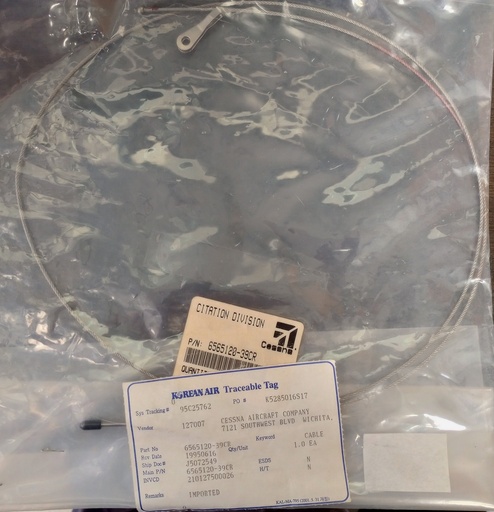 CITATION DIVISION
Cessna
P/N: 6565120-39CR
KOREAN AIR Traceable Tag
Sys Tracking # 95C25762 PO # K5285016517
Vendor 127007 CESSNA AIRCRAFT COMPANY
7121 SOUTHWEST BLVD WICHITA,
Part No 6565120-39CR Qty/Unit Keyword CABLE
Rcv Date 19950616 1.0 EA
Ship Doc# J5072549 ESDS N
Main P/N 6565120-39CR H/T N
INVCD 210127500026
Remarks IMPORTED